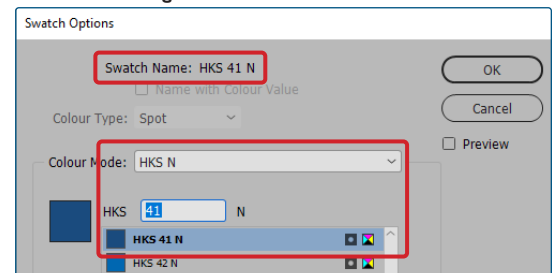 Swatch Options
Swatch Name: HKS 41 N
OK
Name with Colour Value
Cancel
Colour Type: Spot
Preview
Colour Mode: HKS N
HKS 41 N
HKS 41 N
HKS 42 N